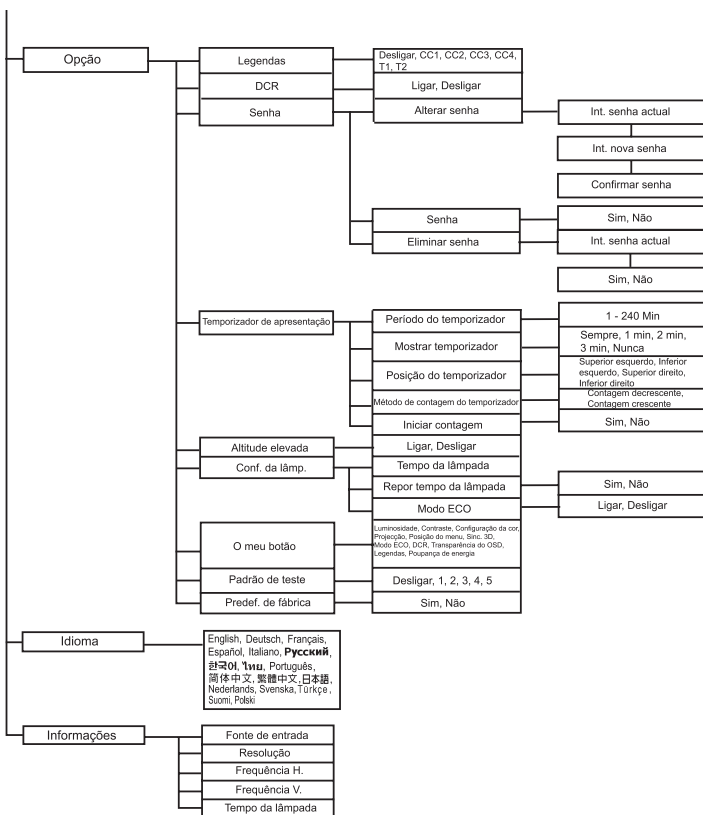 Opção
Legendas
Desligar, CC1, CC2, CC3, CC4,
T1, T2
DCR
Ligar, Desligar
Senha
Alterar senha
Int. senha actual
Int. nova senha
Confirmar senha
Senha
Sim, Não
Eliminar senha
Int. senha actual
Sim, Não
Temporizador de apresentação
Período do temporizador
1 - 240 Min
Mostrar temporizador
Sempre, 1 min, 2 min,
3 min, Nunca
Posição do temporizador
Superior esquerdo, Inferior
esquerdo, Superior direito,
Inferior direito
Método de contagem do temporizador
Contagem decrescente,
Contagem crescente
Iniciar contagem
Sim, Não
Altitude elevada
Ligar, Desligar
Conf. da lâmp.
Tempo da lâmpada
Repor tempo da lâmpada
Sim, Não
Modo ECO
Ligar, Desligar
O meu botão
Luminosidade, Contraste, Configuração da cor,
Projecção, Posição do menu, Sinc. 3D,
Modo ECO, DCR, Transparência do OSD,
Legendas, Poupança de energia
Padrão de teste
Desligar, 1, 2, 3, 4, 5
Predef. de fábrica
Sim, Não
Idioma
English, Deutsch, Français,
Español, Italiano, Русский,
한국어, ไทย, Português,
简体中文, 繁體中文, 日本語,
Nederlands, Svenska, Türkçe,
Suomi, Polski
Informações
Fonte de entrada
Resolução
Frequência H.
Frequência V.
Tempo da lâmpada